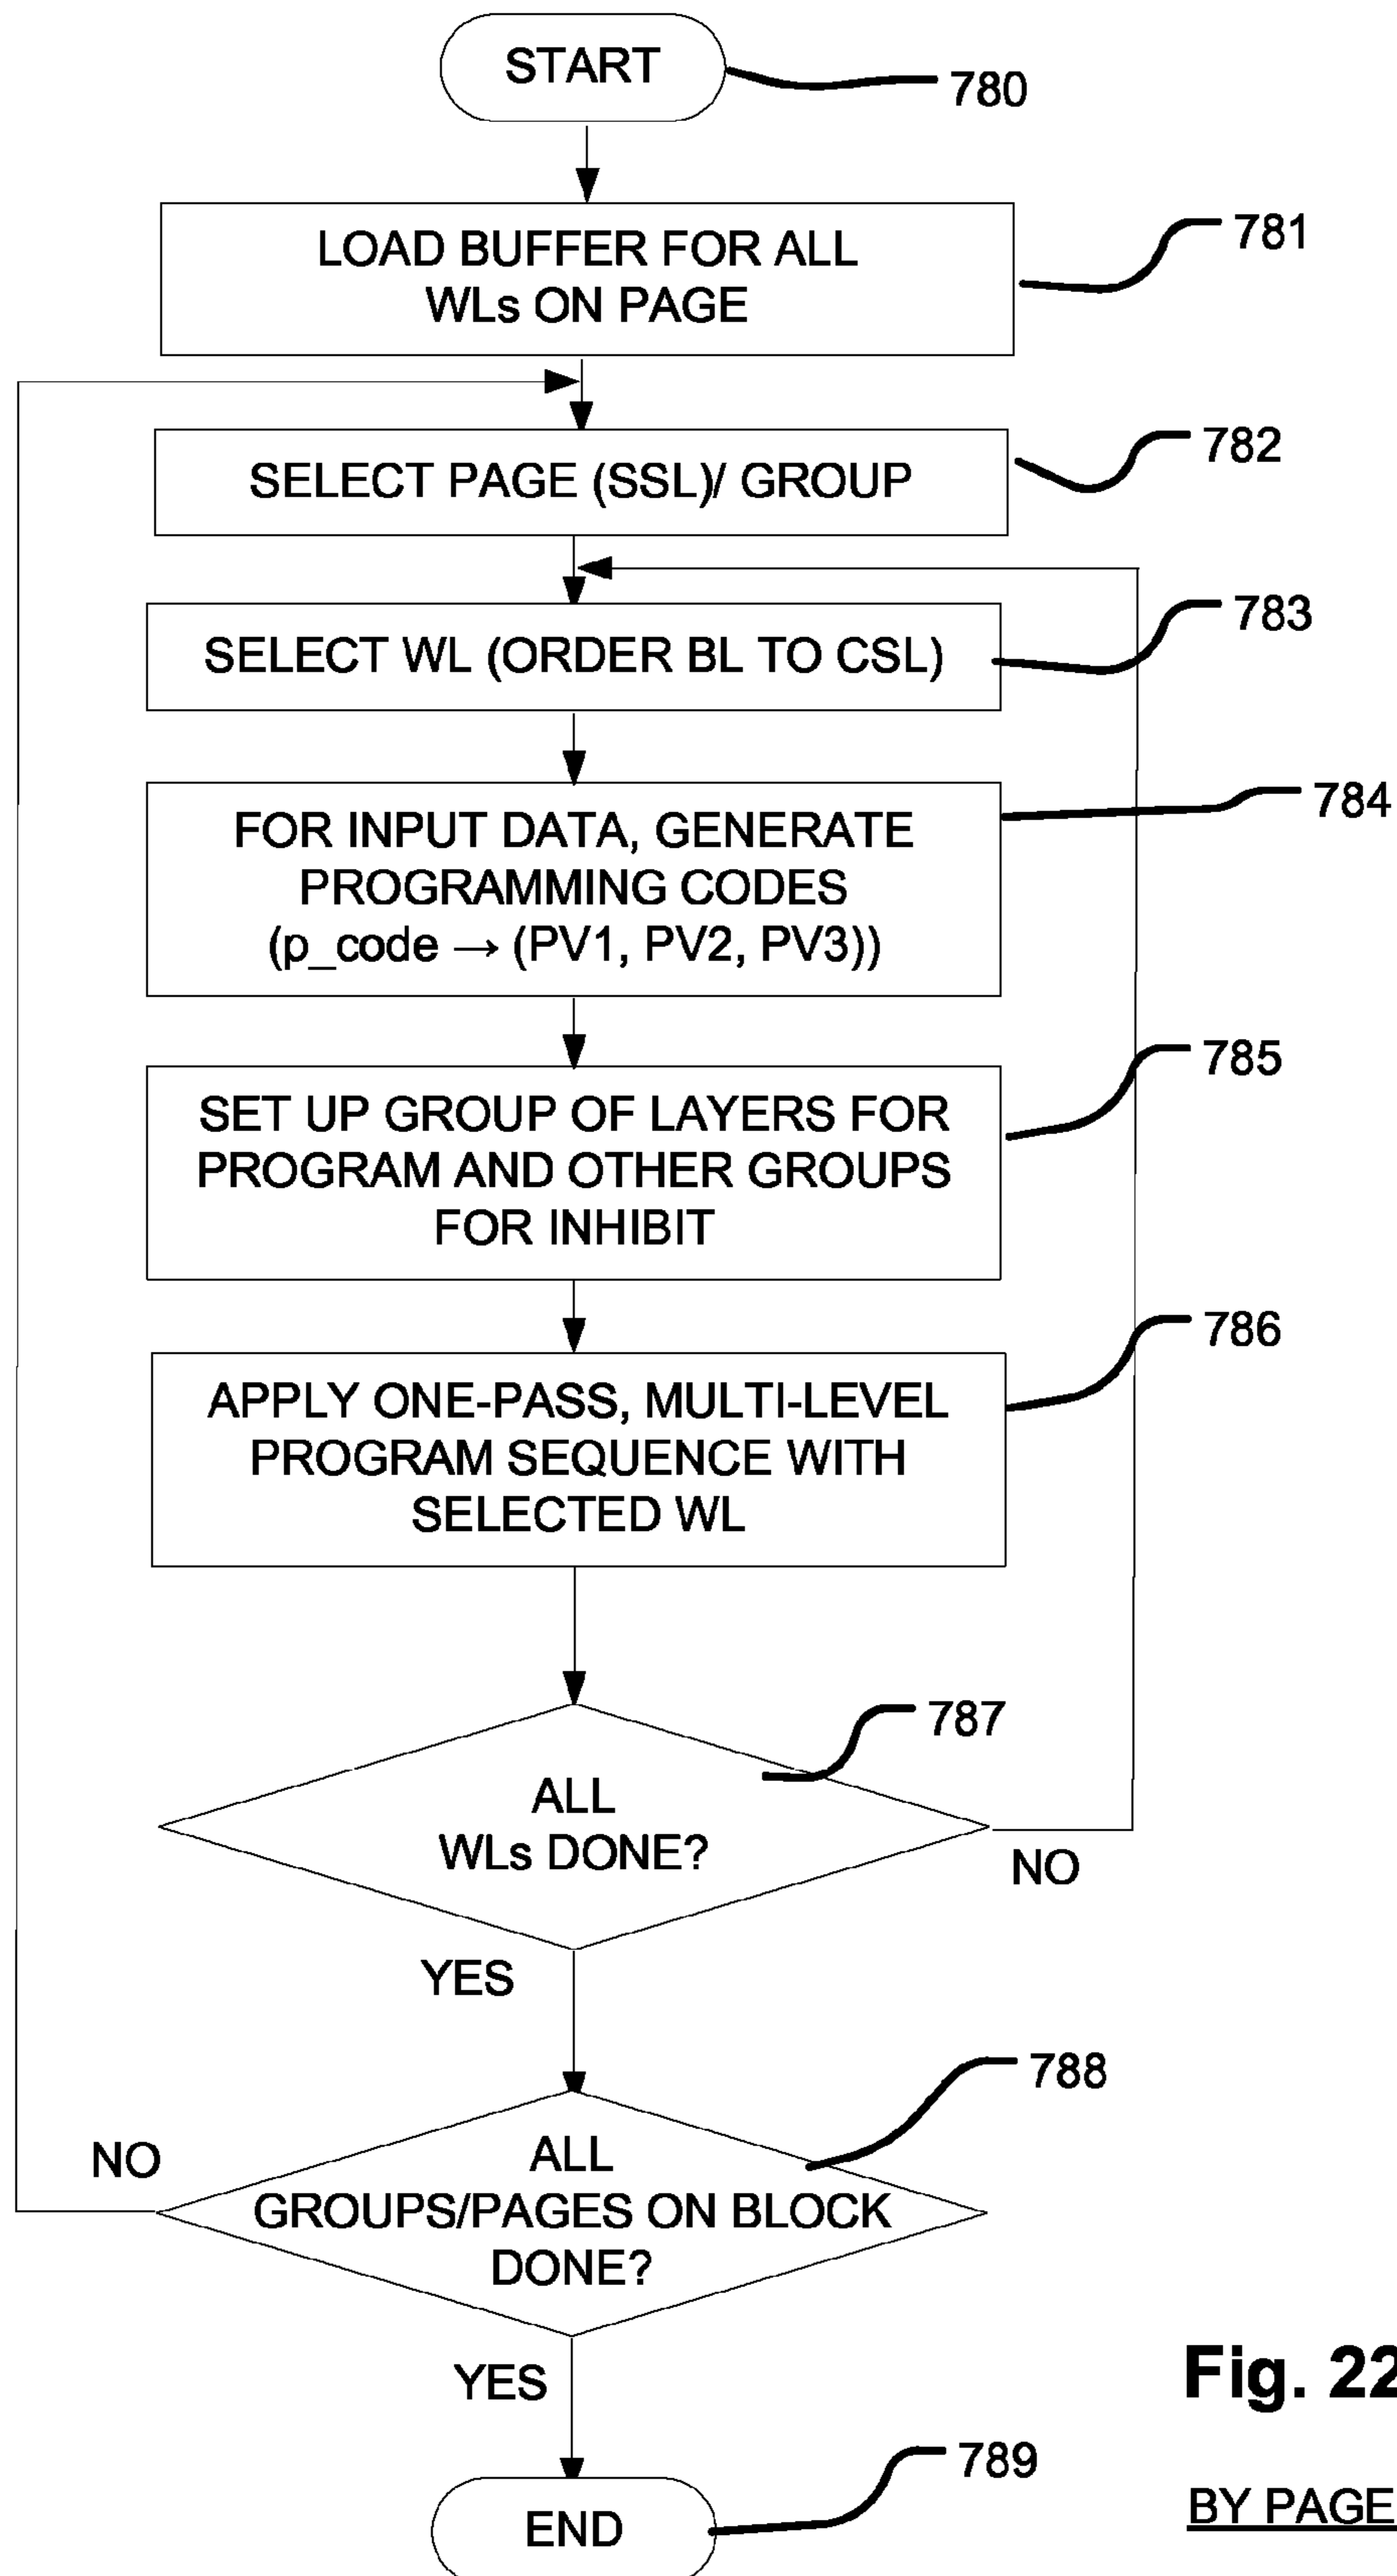 START
780
LOAD BUFFER FOR ALL
WLs ON PAGE
781
SELECT PAGE (SSL)/ GROUP
782
SELECT WL (ORDER BL TO CSL)
783
FOR INPUT DATA, GENERATE
PROGRAMMING CODES
(p_code → (PV1, PV2, PV3))
784
SET UP GROUP OF LAYERS FOR
PROGRAM AND OTHER GROUPS
FOR INHIBIT
785
APPLY ONE-PASS, MULTI-LEVEL
PROGRAM SEQUENCE WITH
SELECTED WL
786
ALL
WLs DONE?
787
NO
YES
ALL
GROUPS/PAGES ON BLOCK
DONE?
788
NO
YES
END
789
Fig. 22
BY PAGE